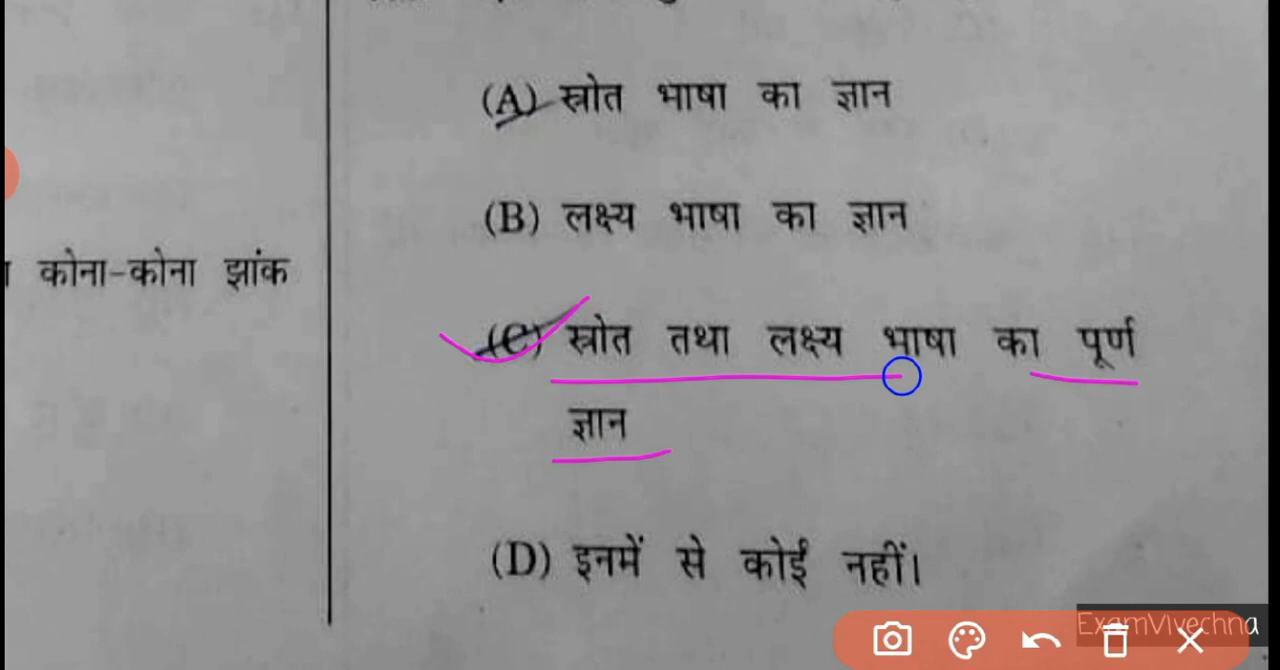 (A) स्रोत भाषा का ज्ञान
(B) लक्ष्य भाषा का ज्ञान
कोना-कोना झांक
(C) स्रोत तथा लक्ष्य भाषा का पूर्ण
ज्ञान
(D) इनमें से कोई नहीं।
ExamVivechna